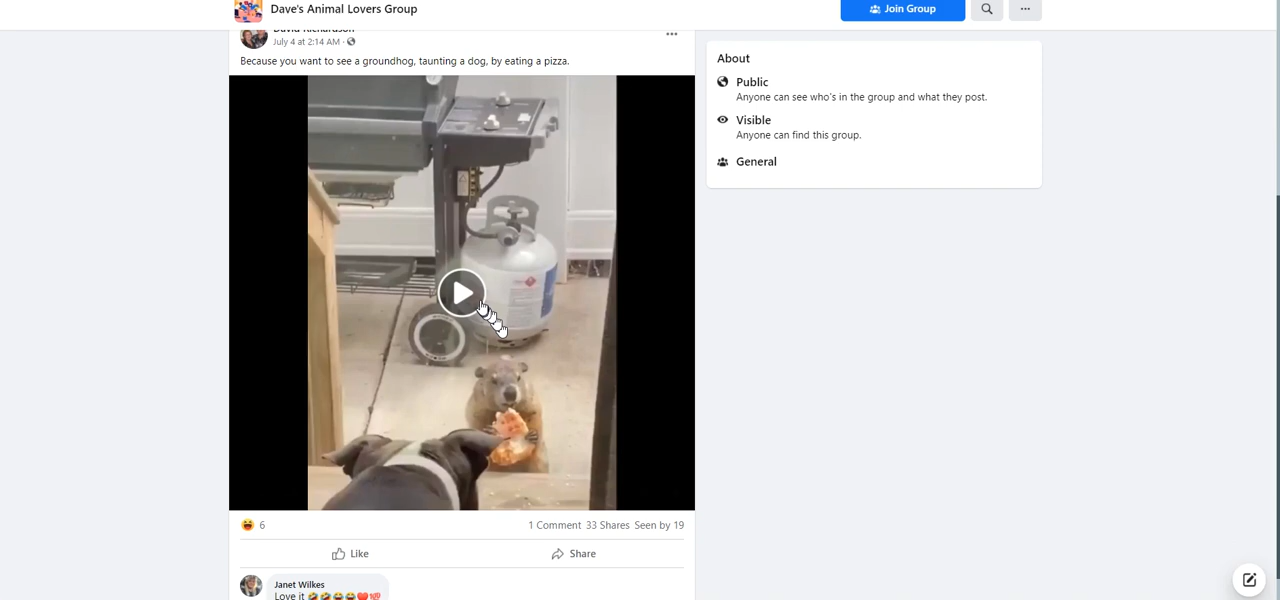 Dave's Animal Lovers Group
Join Group
David Richardson
July 4 at 2:14 AM
Because you want to see a groundhog, taunting a dog, by eating a pizza.
6
1 Comment 33 Shares Seen by 19
Like
Share
Janet Wilkes
Love it 🤣🤣😂😂❤️💯
About
Public
Anyone can see who's in the group and what they post.
Visible
Anyone can find this group.
General